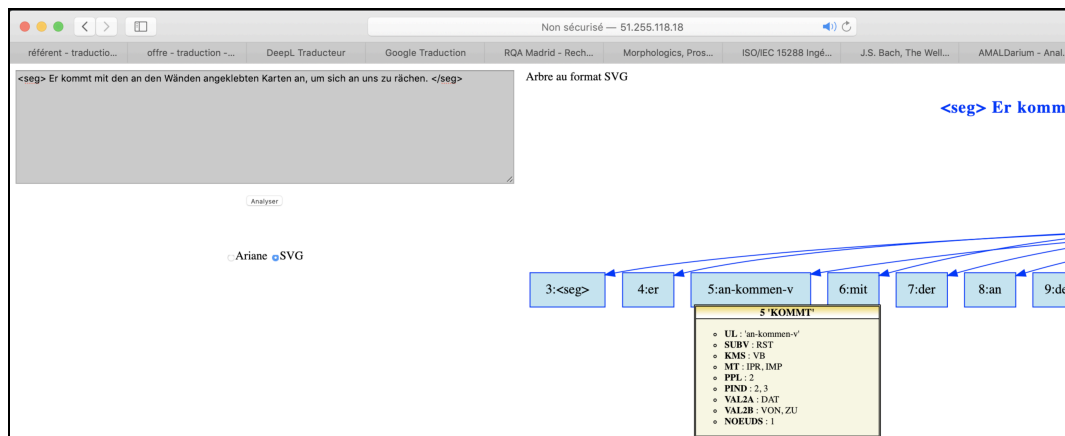 Non sécurisé — 51.255.118.18
référent - traductio...
offre - traduction -...
DeepL Traducteur
Google Traduction
RQA Madrid - Rech...
Morphologics, Pros...
ISO/IEC 15288 Ingé...
J.S. Bach, The Well...
AMALDarium - Anal.
<seg> Er kommt mit den an den Wänden angeklebten Karten an, um sich an uns zu rächen. </seg>
Analyser
Ariane SVG
Arbre au format SVG
<seg> Er komm
3:<seg>
4:er
5:an-kommen-v
6:mit
7:der
8:an
9:de
5 'KOMMT'
UL : 'an-kommen-v'
SUBV : RST
KMS : VB
MT : IPR, IMP
PPL : 2
PIND : 2, 3
VAL2A : DAT
VAL2B : VON, ZU
NOEUDS : 1